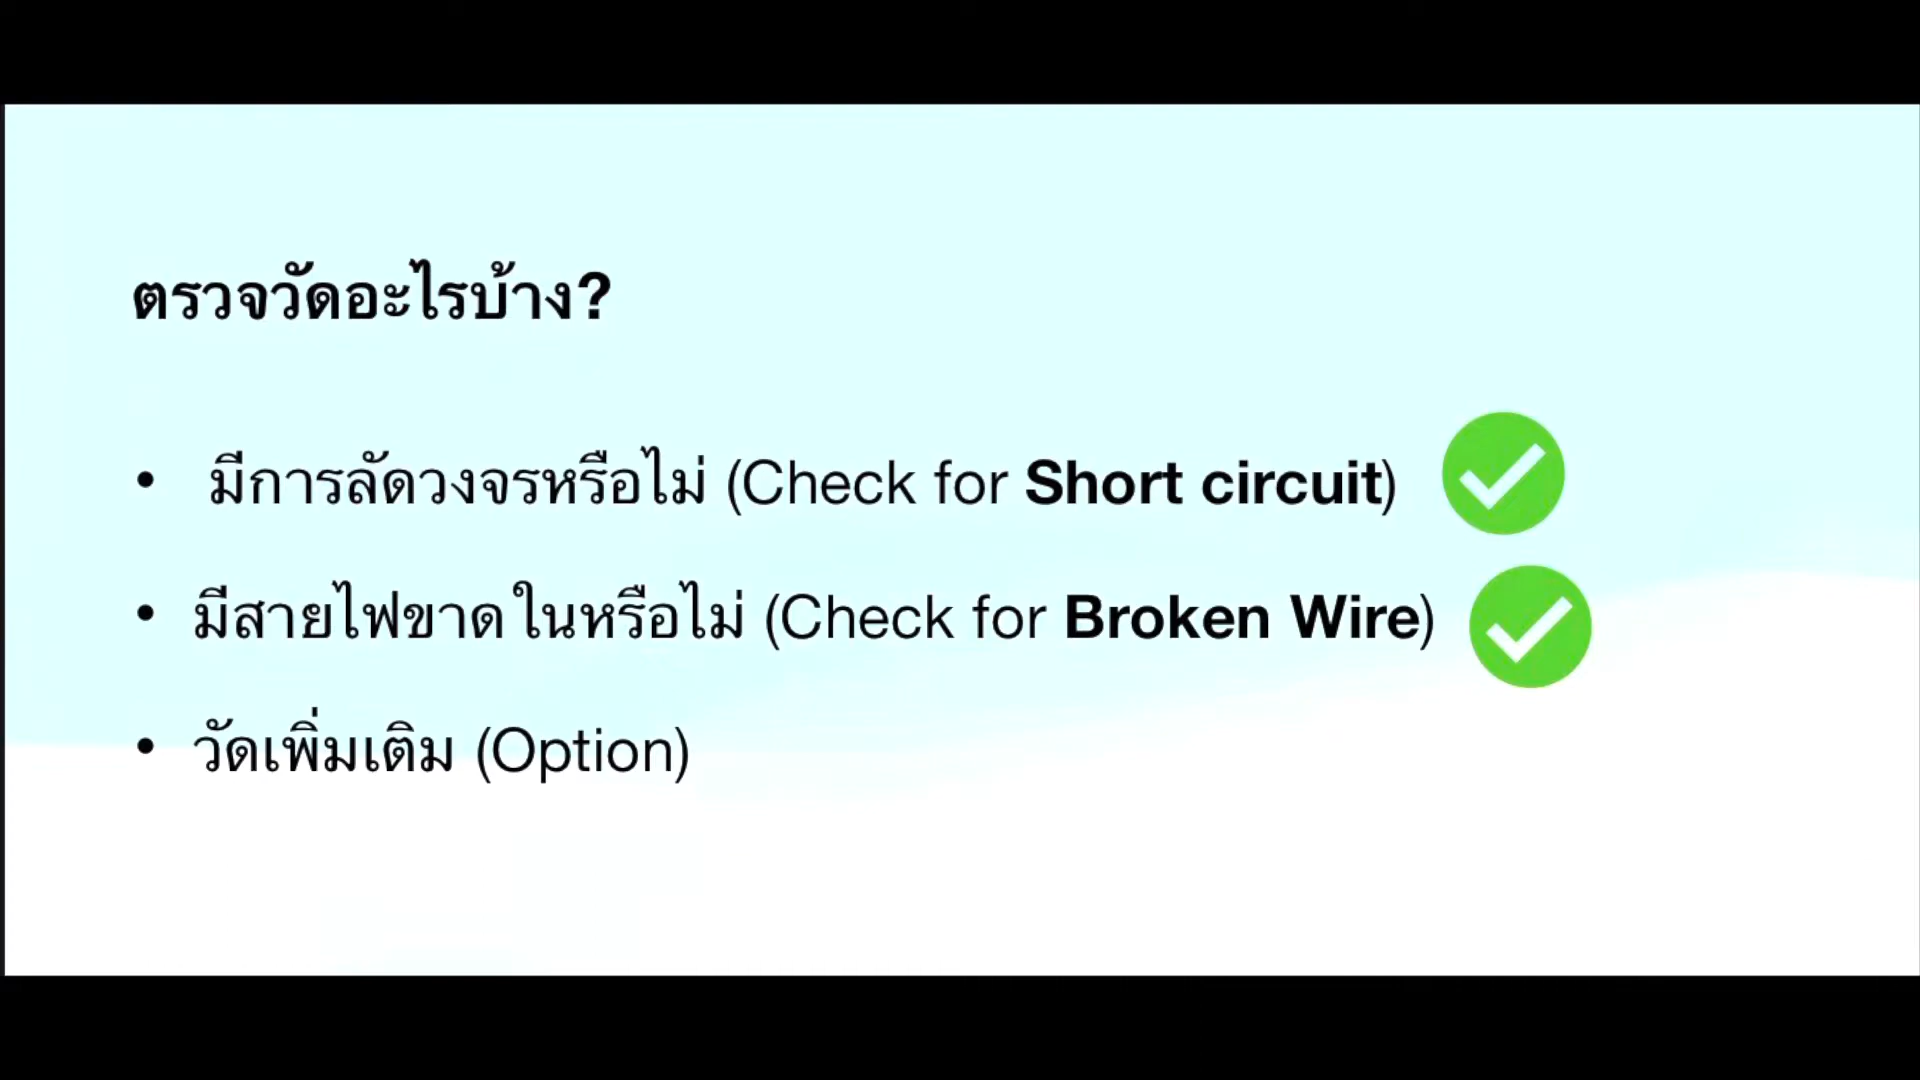 ตรวจวัดอะไรบ้าง?
• มีการลัดวงจรหรือไม่ (Check for Short circuit)
• มีสายไฟขาดในหรือไม่ (Check for Broken Wire)
• วัดเพิ่มเติม (Option)